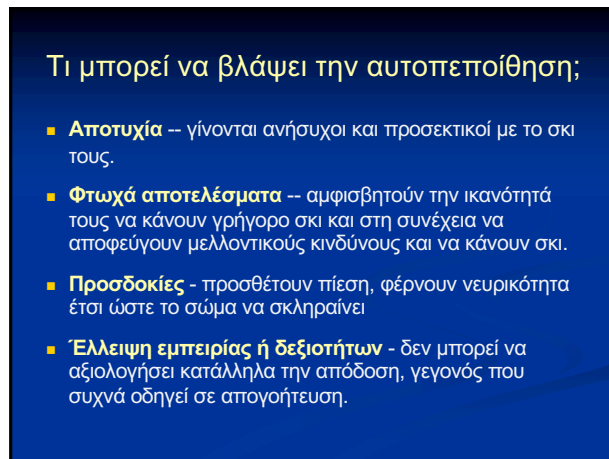 Τι μπορεί να βλάψει την αυτοπεποίθηση;
Αποτυχία -- γίνονται ανήσυχοι και προσεκτικοί με το σκι
τους.
Φτωχά αποτελέσματα -- αμφισβητούν την ικανότητά
τους να κάνουν γρήγορο σκι και στη συνέχεια να
αποφεύγουν μελλοντικούς κινδύνους και να κάνουν σκι.
Προσδοκίες - προσθέτουν πίεση, φέρνουν νευρικότητα
έτσι ώστε το σώμα να σκληραίνει
Έλλειψη εμπειρίας ή δεξιοτήτων - δεν μπορεί να
αξιολογήσει κατάλληλα την απόδοση, γεγονός που
συχνά οδηγεί σε απογοήτευση.